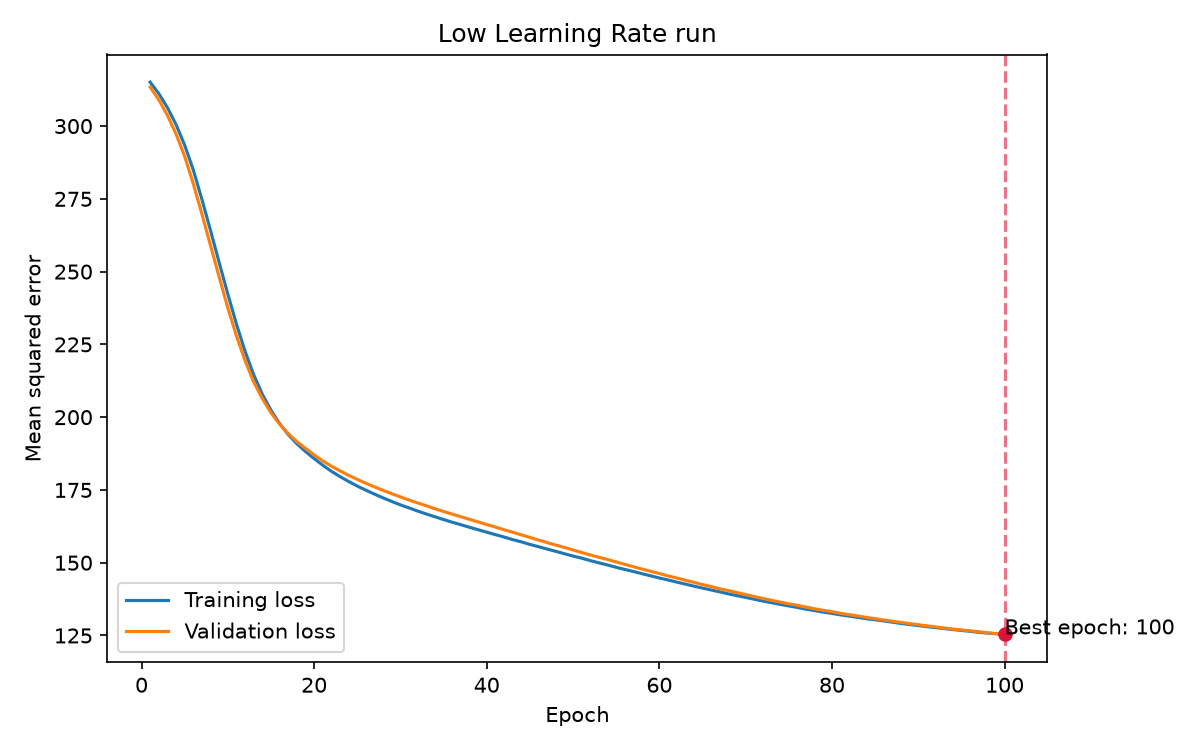 Low Learning Rate run
Mean squared error
300
275
250
225
200
175
150
125
Training loss
Validation loss
Best epoch: 100
0 20 40 60 80 100
Epoch